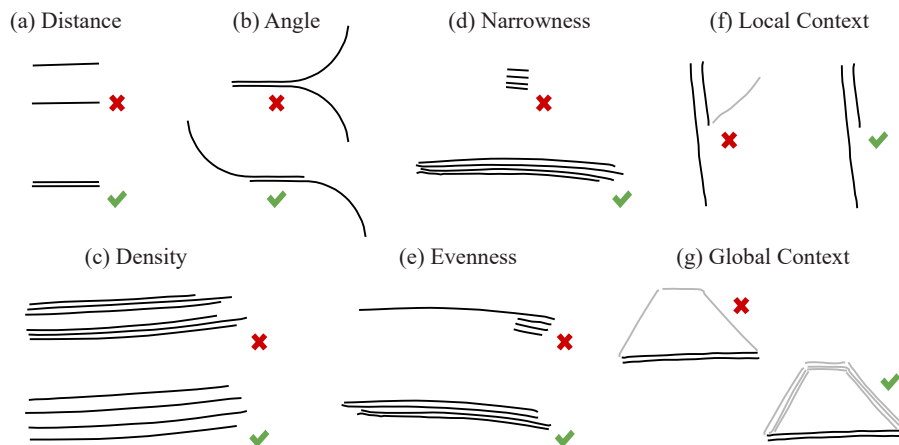 (a) Distance
(b) Angle
(d) Narrowness
(f) Local Context
(c) Density
(e) Evenness
(g) Global Context